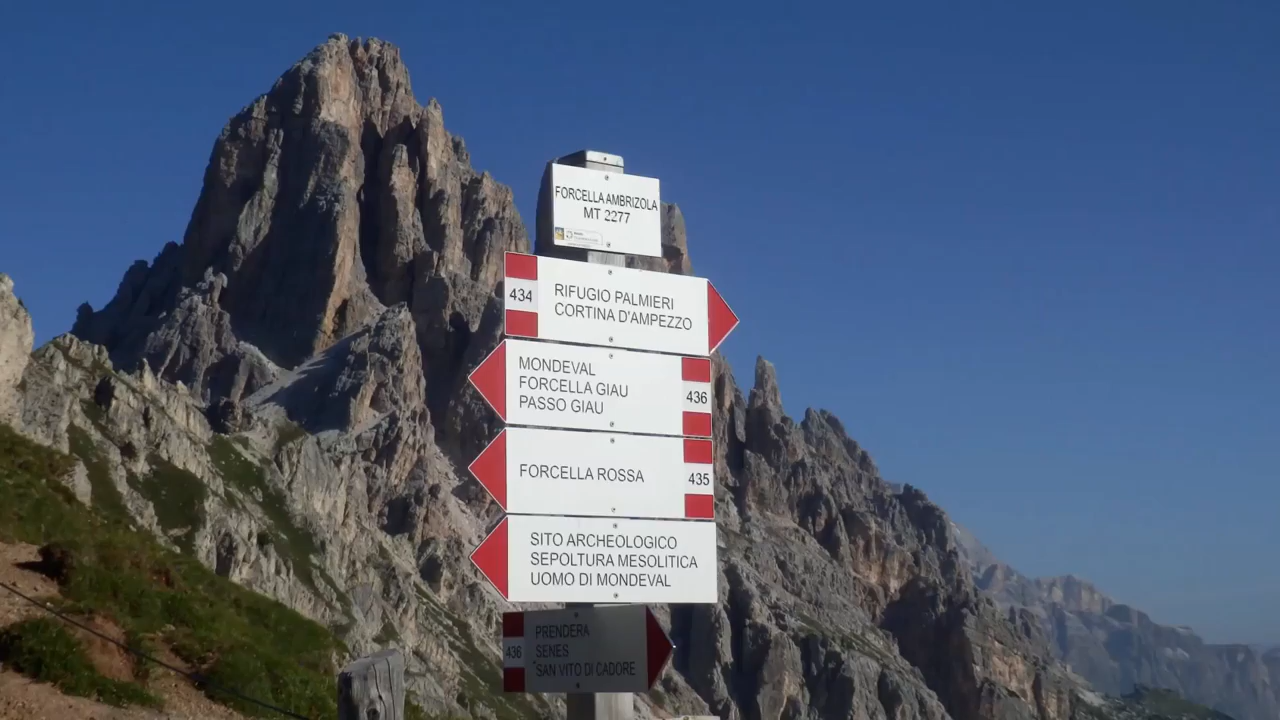 FORCELLA AMBRIZOLA
MT 2277
434
RIFUGIO PALMIERI
CORTINA D'AMPEZZO
MONDEVAL
FORCELLA GIAU
PASSO GIAU
436
FORCELLA ROSSA
435
SITO ARCHEOLOGICO
SEPOLTURA MESOLITICA
UOMO DI MONDEVAL
436
PRENDERA
SENES
SAN VITO DI CADORE